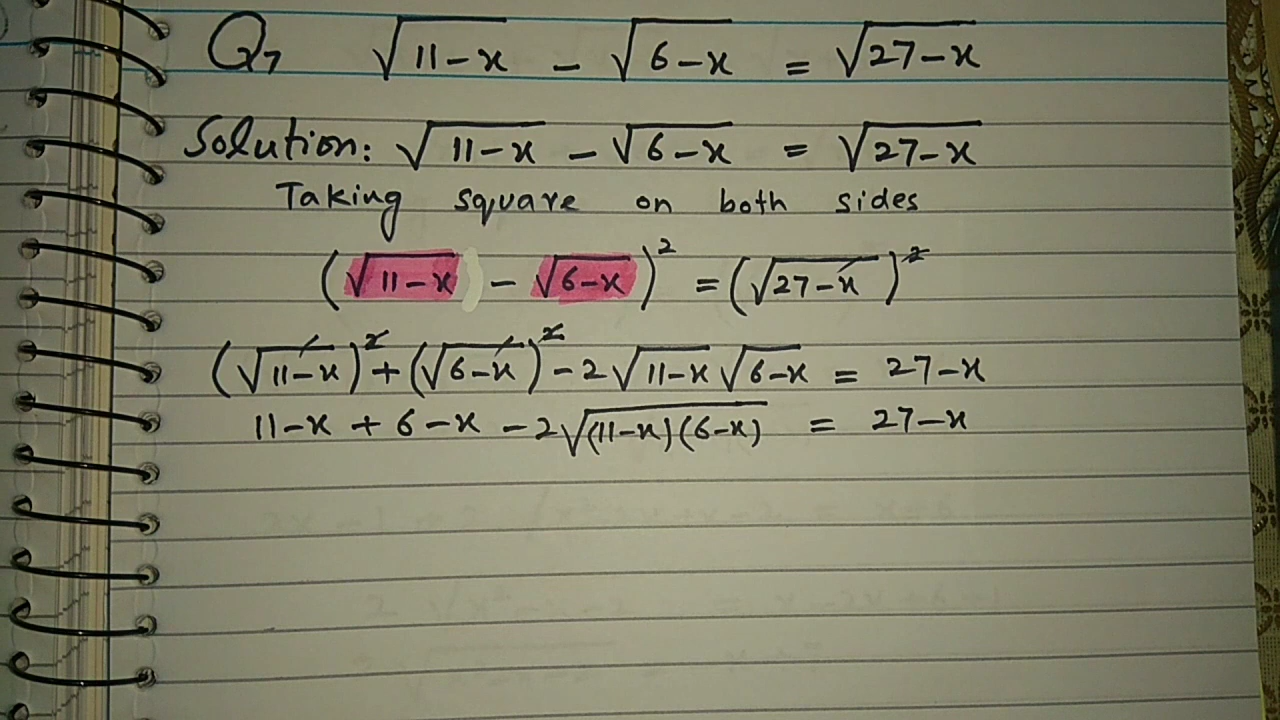 Q7 √11-x - √6-x = √27-x
Solution: √11-x - √6-x = √27-x
Taking square on both sides
(√11-x - √6-x)² = (√27-x)²
(√11-x)² + (√6-x)² - 2√11-x √6-x = 27-x
11-x + 6-x - 2√(11-x)(6-x) = 27-x